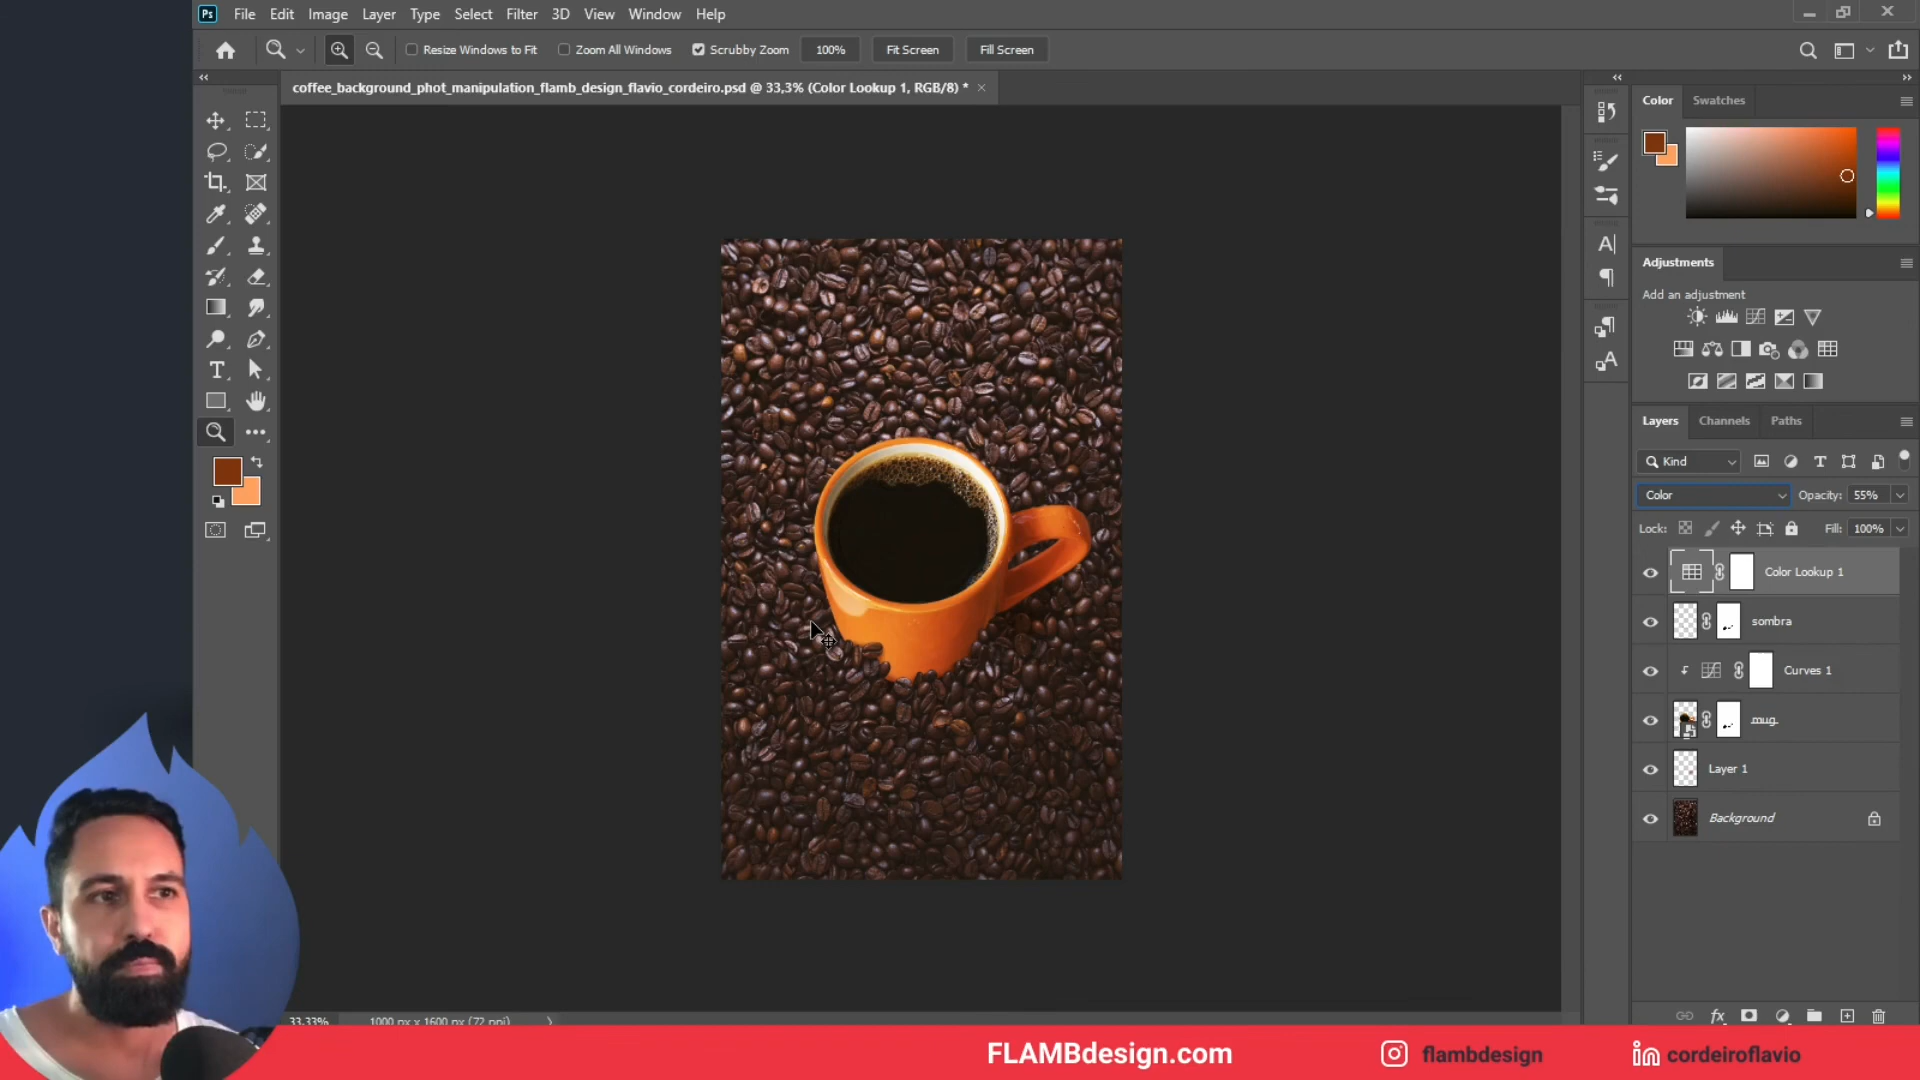 Ps File Edit Image Layer Type Select Filter 3D View Window Help
Resize Windows to Fit Zoom All Windows Scrubby Zoom 100% Fit Screen Fill Screen
coffee_background_phot_manipulation_flamb_design_flavio_cordeiro.psd @ 33,3% (Color Lookup 1, RGB/8) *
Color Swatches
Adjustments
Add an adjustment
Layers Channels Paths
Kind
Color Opacity: 55%
Lock: Fill: 100%
Color Lookup 1
sombra
Curves 1
mug
Layer 1
Background
33,33% 1000 px x 1600 px (72 ppi)
FLAMBdesign.com flambdesign in cordeiroflavio